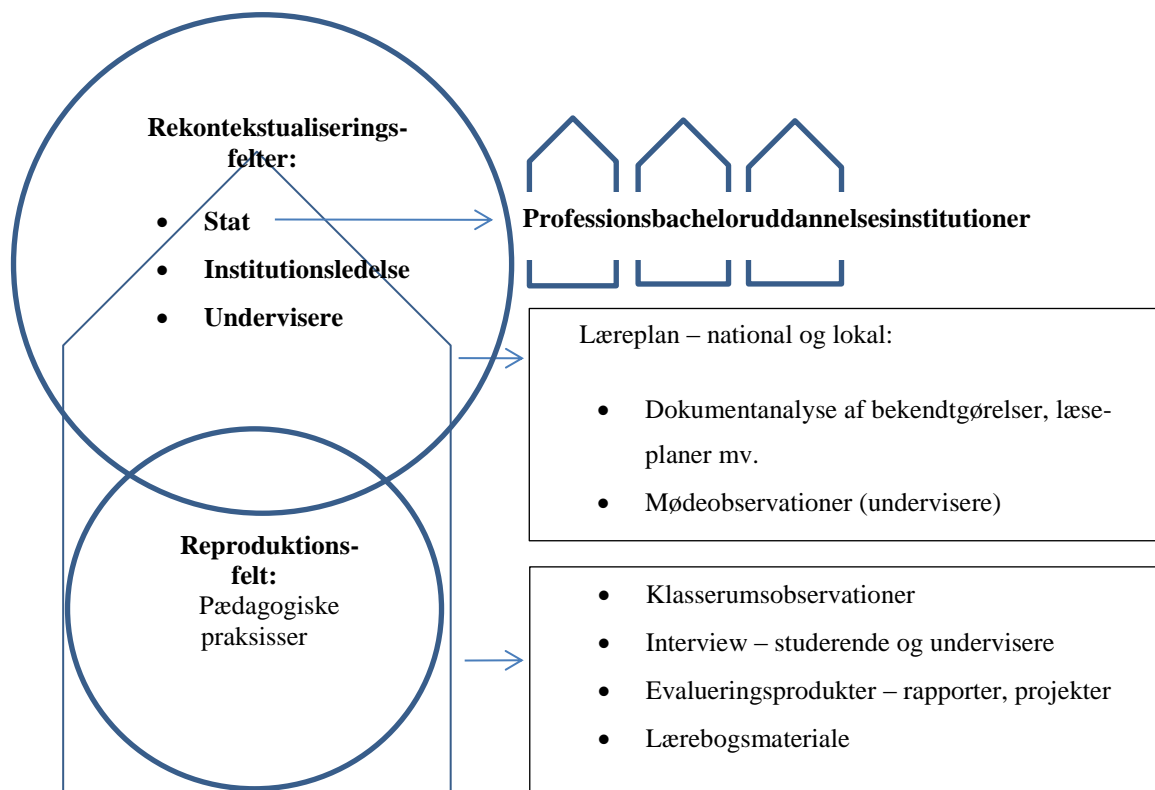 Rekontekstualiserings-
felter:
• Stat
• Institutionsledelse
• Undervisere
Professionsbacheloruddannelsesinstitutioner
Læreplan – national og lokal:
• Dokumentanalyse af bekendtgørelser, læse-
planer mv.
• Mødeobservationer (undervisere)
Reproduktions-
felt:
Pædagogiske
praksisser
• Klasserumsobservationer
• Interview – studerende og undervisere
• Evalueringsprodukter – rapporter, projekter
• Lærebogsmateriale